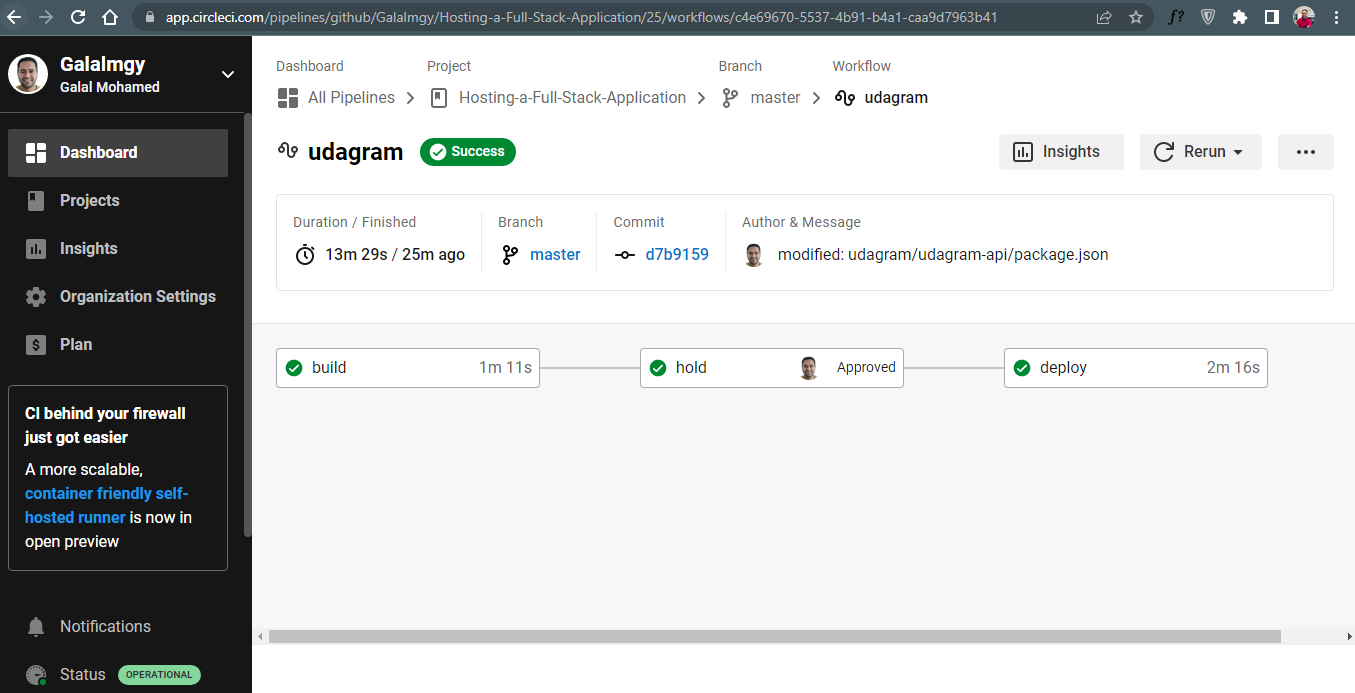 app.circleci.com/pipelines/github/Galalmgy/Hosting-a-Full-Stack-Application/25/workflows/c4e69670-5537-4b91-b4a1-caa9d7963b41
f?
Galalmgy
Galal Mohamed
Dashboard
Projects
Insights
Organization Settings
Plan
CI behind your firewall
just got easier
A more scalable,
container friendly self-
hosted runner is now in
open preview
Notifications
Status OPERATIONAL
Dashboard Project Branch Workflow
All Pipelines Hosting-a-Full-Stack-Application master udagram
udagram Success Insights Rerun
Duration / Finished Branch Commit Author & Message
13m 29s / 25m ago master d7b9159 modified: udagram/udagram-api/package.json
build 1m 11s hold Approved deploy 2m 16s